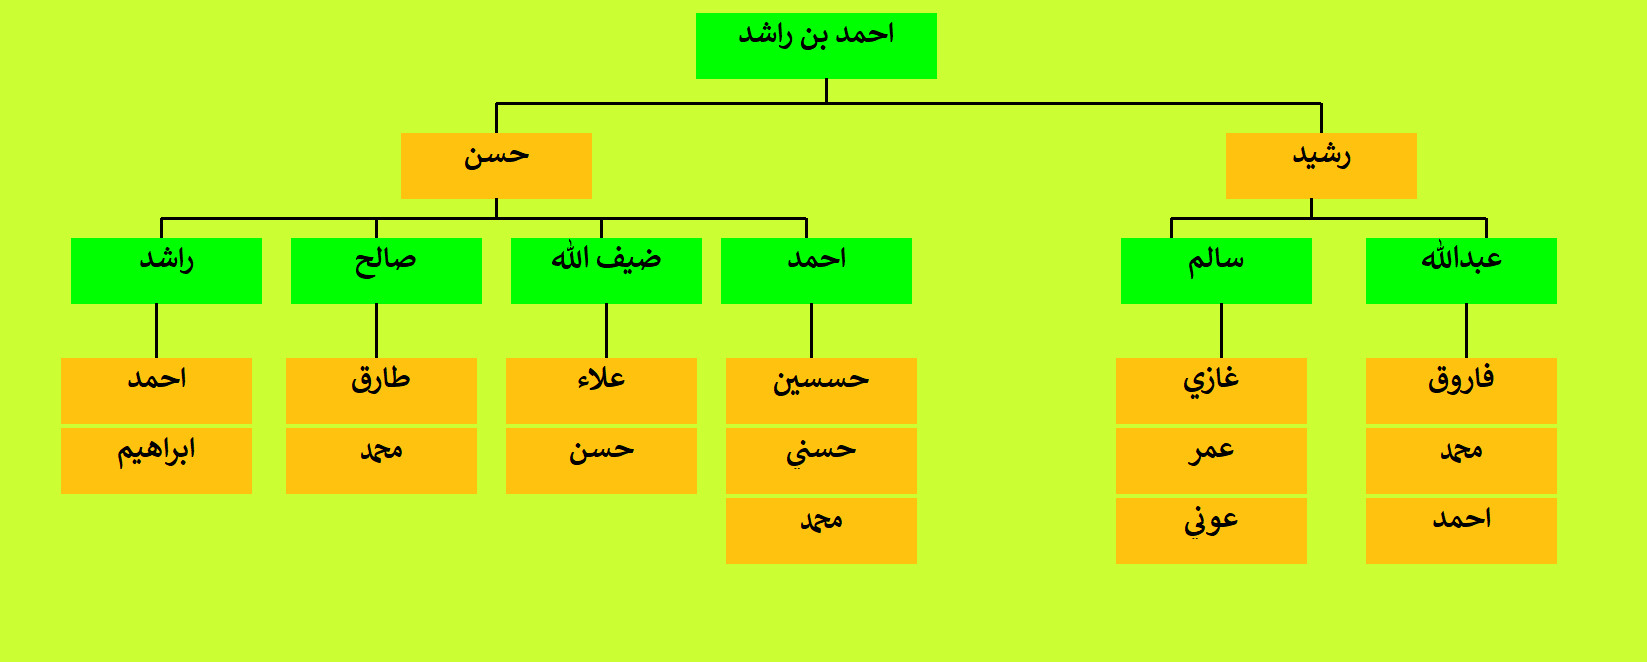 احمد بن راشد
رشيد
حسن
عبدالله
سالم
احمد
ضيف الله
صالح
راشد
فاروق
غازي
حسسين
علاء
طارق
احمد
محمد
عمر
حسني
حسن
محمد
ابراهيم
احمد
عوني
محمد